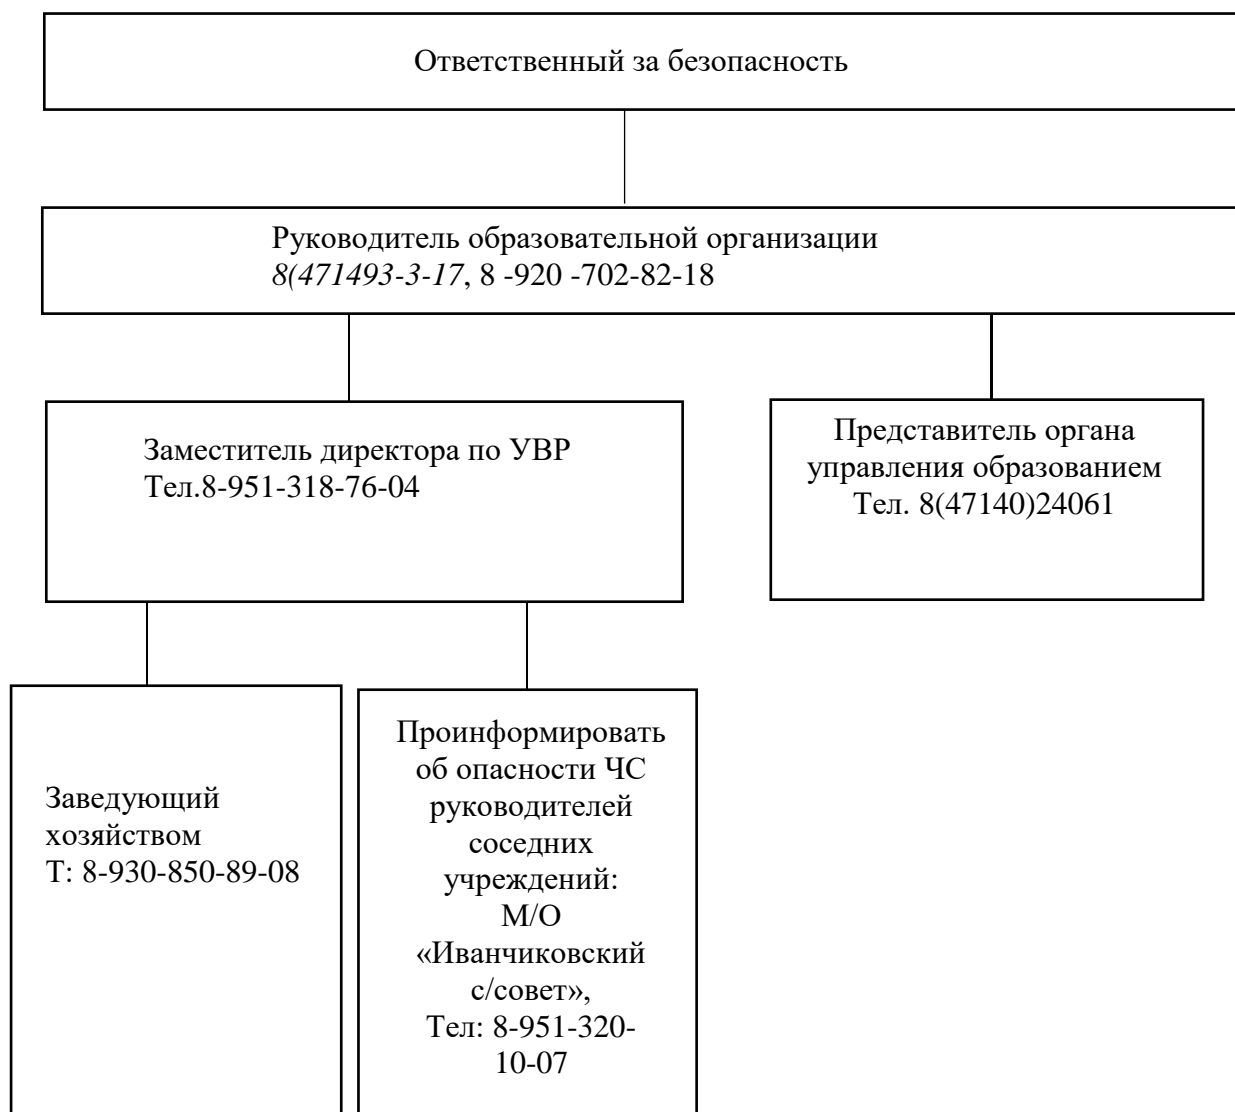 Ответственный за безопасность
Руководитель образовательной организации
8(471493-3-17, 8 -920 -702-82-18
Заместитель директора по УВР
Тел.8-951-318-76-04
Представитель органа
управления образованием
Тел. 8(47140)24061
Заведующий
хозяйством
Т: 8-930-850-89-08
Проинформировать
об опасности ЧС
руководителей
соседних
учреждений:
М/О
«Иванчиковский
с/совет»,
Тел: 8-951-320-
10-07